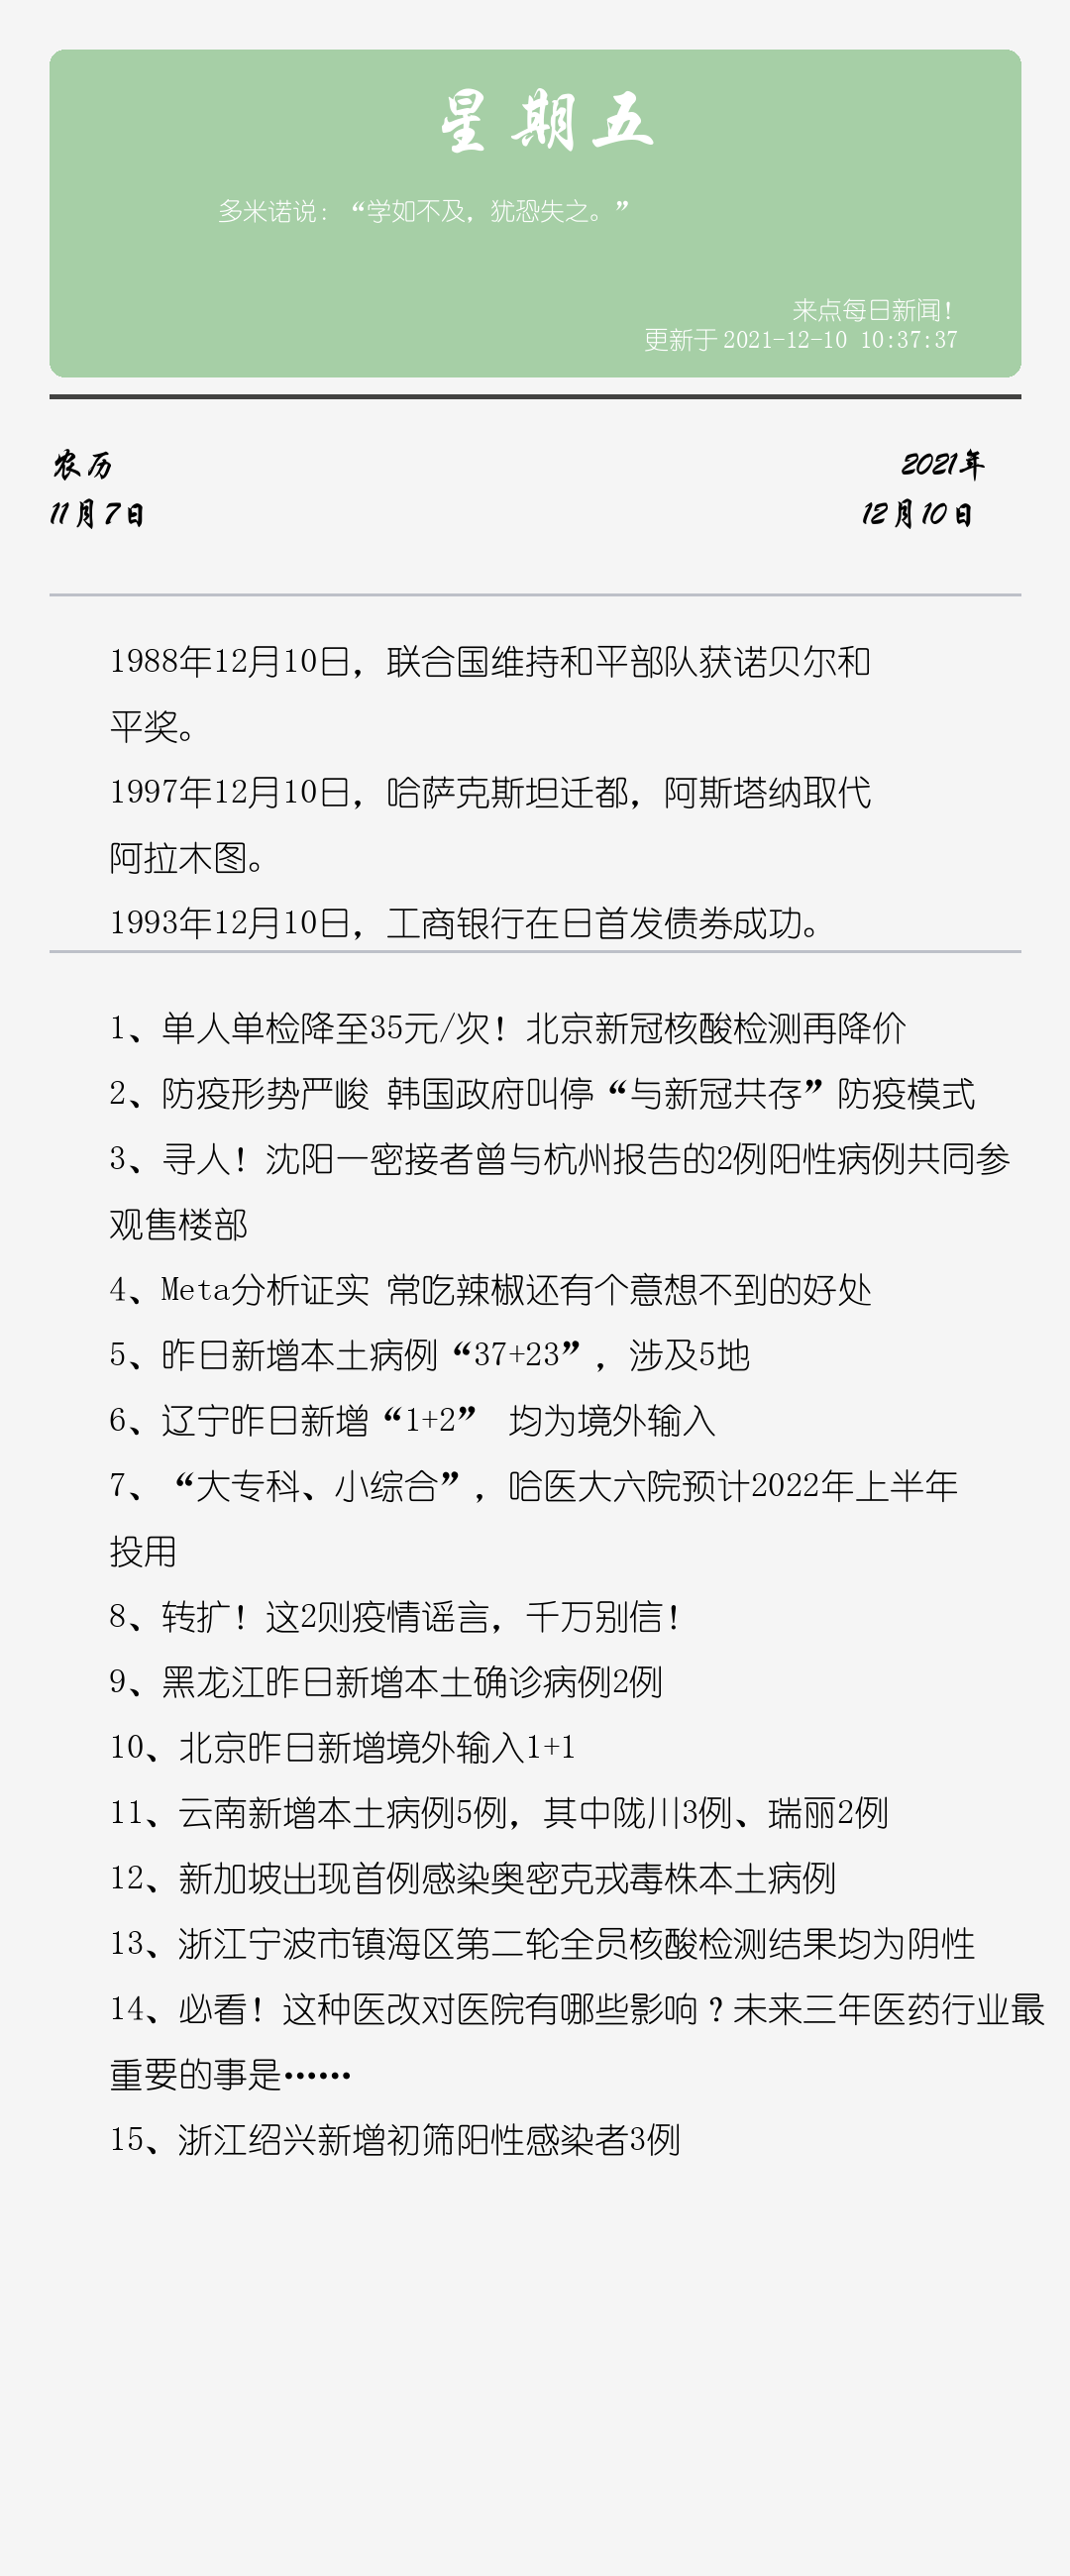 星期五
多米诺说：“学如不及，犹恐失之。”
来点每日新闻！
更新于 2021-12-10 10:37:37
农历
2021年
11月7日
12月10日
1988年12月10日，联合国维持和平部队获诺贝尔和
平奖。
1997年12月10日，哈萨克斯坦迁都，阿斯塔纳取代
阿拉木图。
1993年12月10日，工商银行在日首发债券成功。
1、单人单检降至35元/次！北京新冠核酸检测再降价
2、防疫形势严峻 韩国政府叫停“与新冠共存”防疫模式
3、寻人！沈阳一密接者曾与杭州报告的2例阳性病例共同参
观售楼部
4、Meta分析证实 常吃辣椒还有个意想不到的好处
5、昨日新增本土病例“37+23”，涉及5地
6、辽宁昨日新增“1+2” 均为境外输入
7、“大专科、小综合”，哈医大六院预计2022年上半年
投用
8、转扩！这2则疫情谣言，千万别信！
9、黑龙江昨日新增本土确诊病例2例
10、北京昨日新增境外输入1+1
11、云南新增本土病例5例，其中陇川3例、瑞丽2例
12、新加坡出现首例感染奥密克戎毒株本土病例
13、浙江宁波市镇海区第二轮全员核酸检测结果均为阴性
14、必看！这种医改对医院有哪些影响？未来三年医药行业最
重要的事是……
15、浙江绍兴新增初筛阳性感染者3例